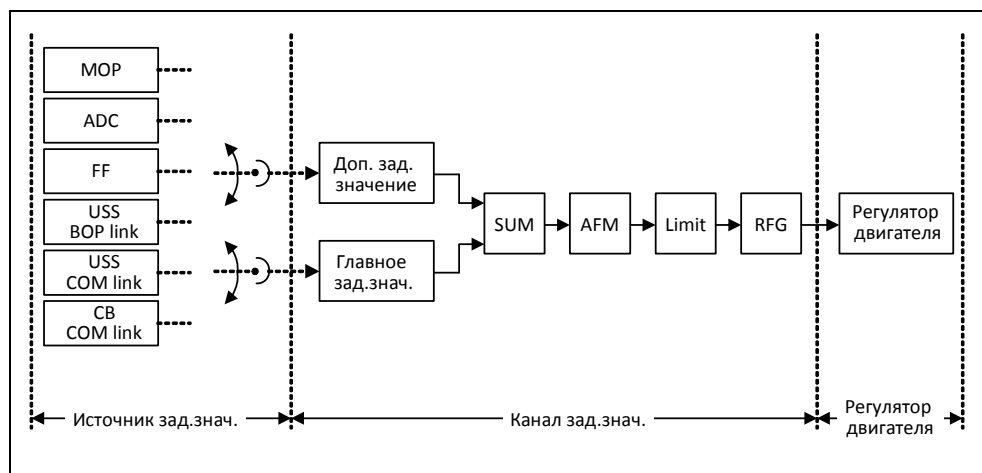 MOP
ADC
FF
USS
BOP link
USS
COM link
CB
COM link
Доп. зад.
значение
Главное
зад.знач.
SUM
AFM
Limit
RFG
Регулятор
двигателя
Источник зад.знач.
Канал зад.знач.
Регулятор
двигателя